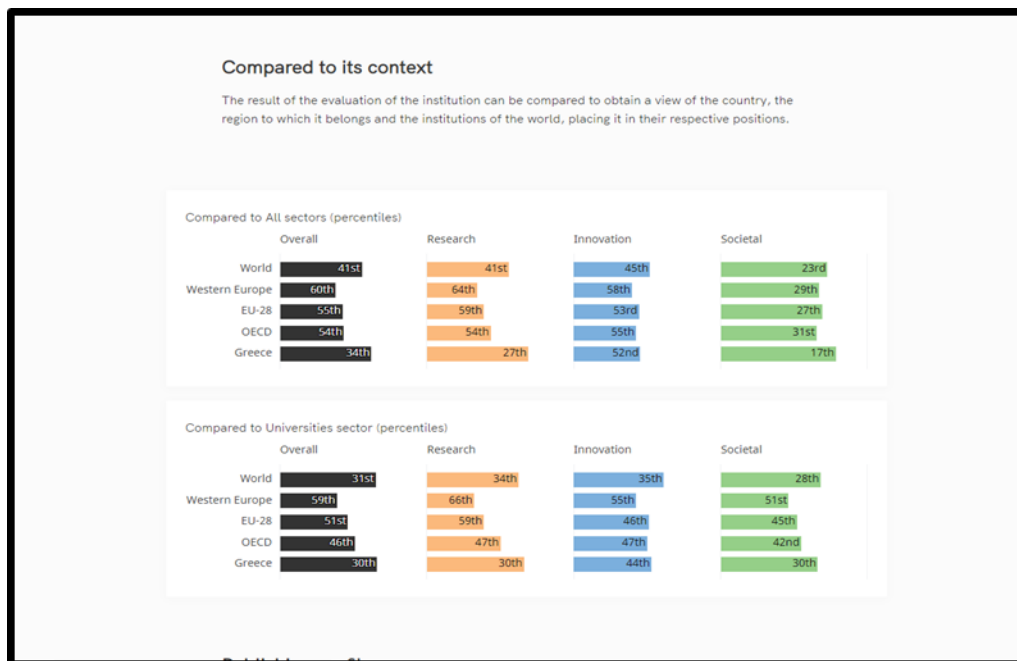 Compared to its context
The result of the evaluation of the institution can be compared to obtain a view of the country, the
region to which it belongs and the institutions of the world, placing it in their respective positions.
Compared to All sectors (percentiles)
Overall Research Innovation Societal
World 41st 41st 45th 23rd
Western Europe 60th 64th 58th 29th
EU-28 55th 59th 53rd 27th
OECD 54th 54th 55th 31st
Greece 34th 27th 52nd 17th
Compared to Universities sector (percentiles)
Overall Research Innovation Societal
World 31st 34th 35th 28th
Western Europe 59th 66th 55th 51st
EU-28 51st 59th 46th 45th
OECD 46th 47th 47th 42nd
Greece 30th 30th 44th 30th